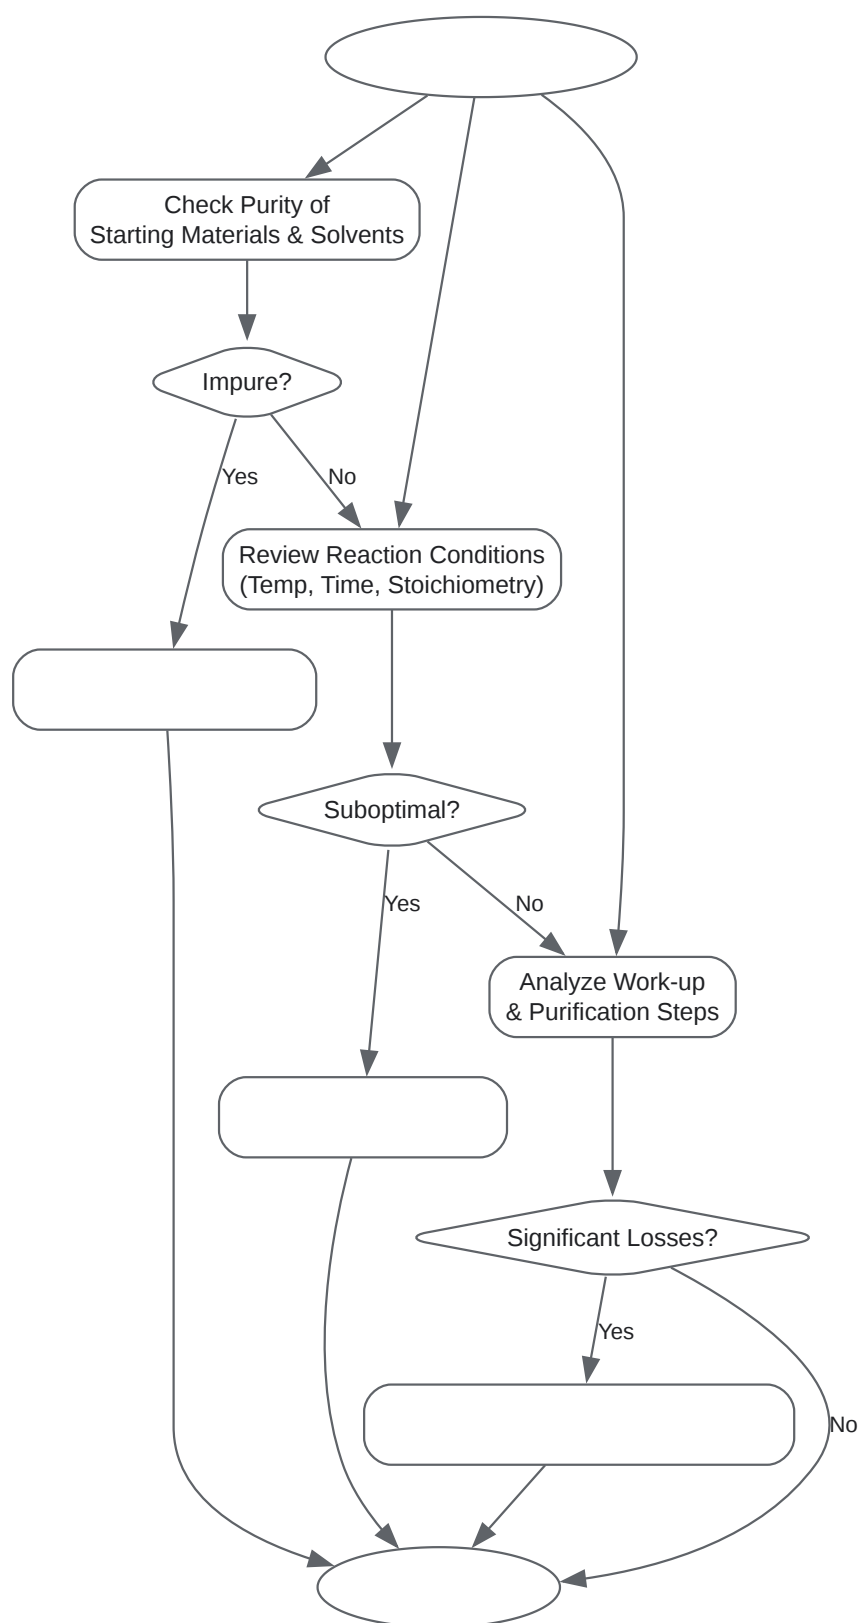 Check Purity of
Starting Materials & Solvents
Impure?
Yes
No
Review Reaction Conditions
(Temp, Time, Stoichiometry)
Suboptimal?
Yes
No
Analyze Work-up
& Purification Steps
Significant Losses?
Yes
No